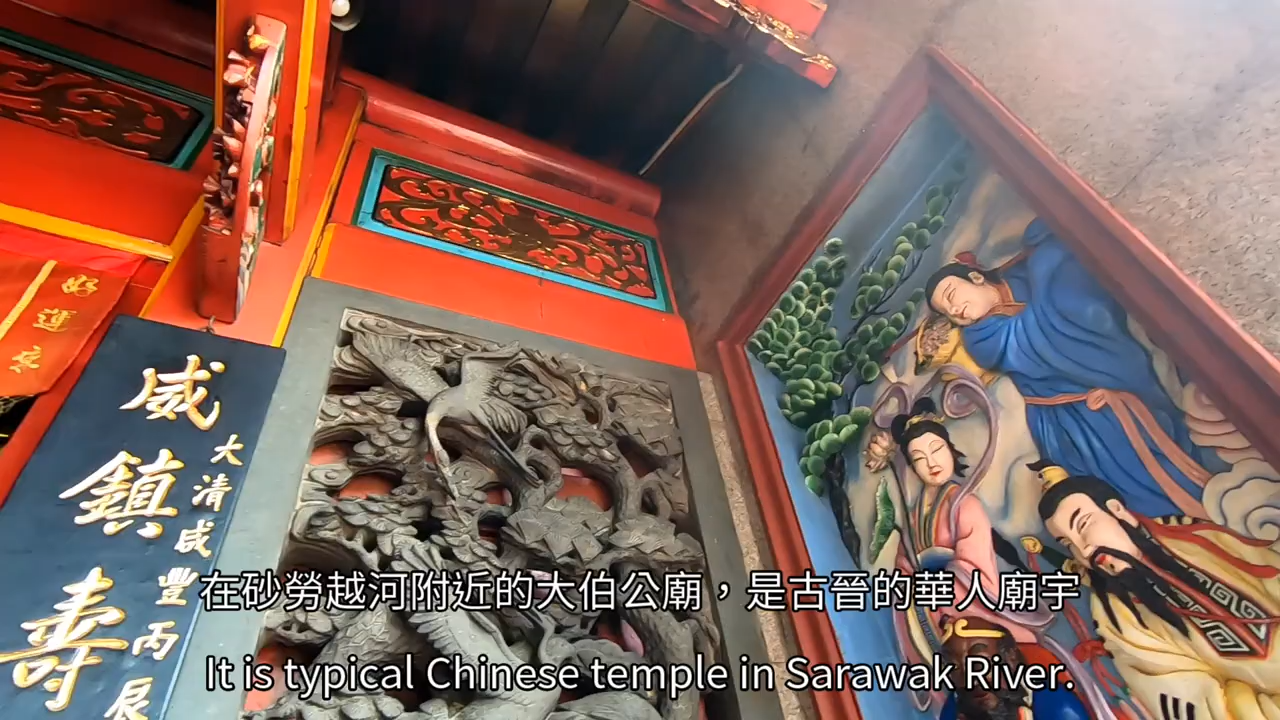 好運
威鎮壽
大清咸豐丙辰
在砂勞越河附近的大伯公廟，是古晉的華人廟宇
It is typical Chinese temple in Sarawak River.